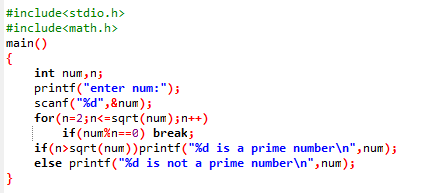 #include<stdio.h>
#include<math.h>
main()
{
    int num,n;
    printf("enter num:");
    scanf("%d",&num);
    for(n=2;n<=sqrt(num);n++)
        if(num%n==0) break;
    if(n>sqrt(num))printf("%d is a prime number\n",num);
    else printf("%d is not a prime number\n",num);
}